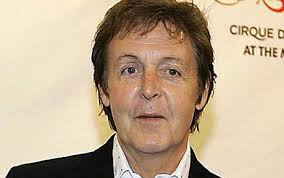 CIRQUE D
AT THE M